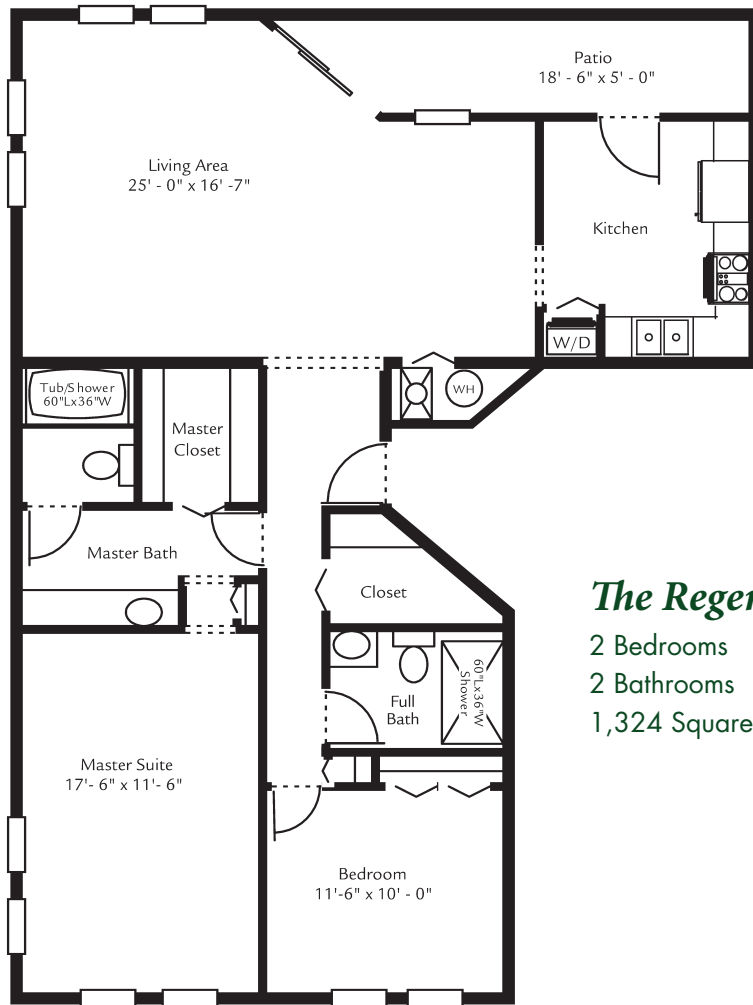 Patio
18' - 6" x 5' - 0"
Living Area
25' - 0" x 16' -7"
Kitchen
W/D
WH
Tub/Shower
60"Lx36"W
Master
Closet
Master Bath
Closet
60"Lx36"W
Shower
Full
Bath
Master Suite
17'- 6" x 11'- 6"
Bedroom
11'-6" x 10' - 0"
The
2 Bedrooms
2 Bathrooms
1,324 Square